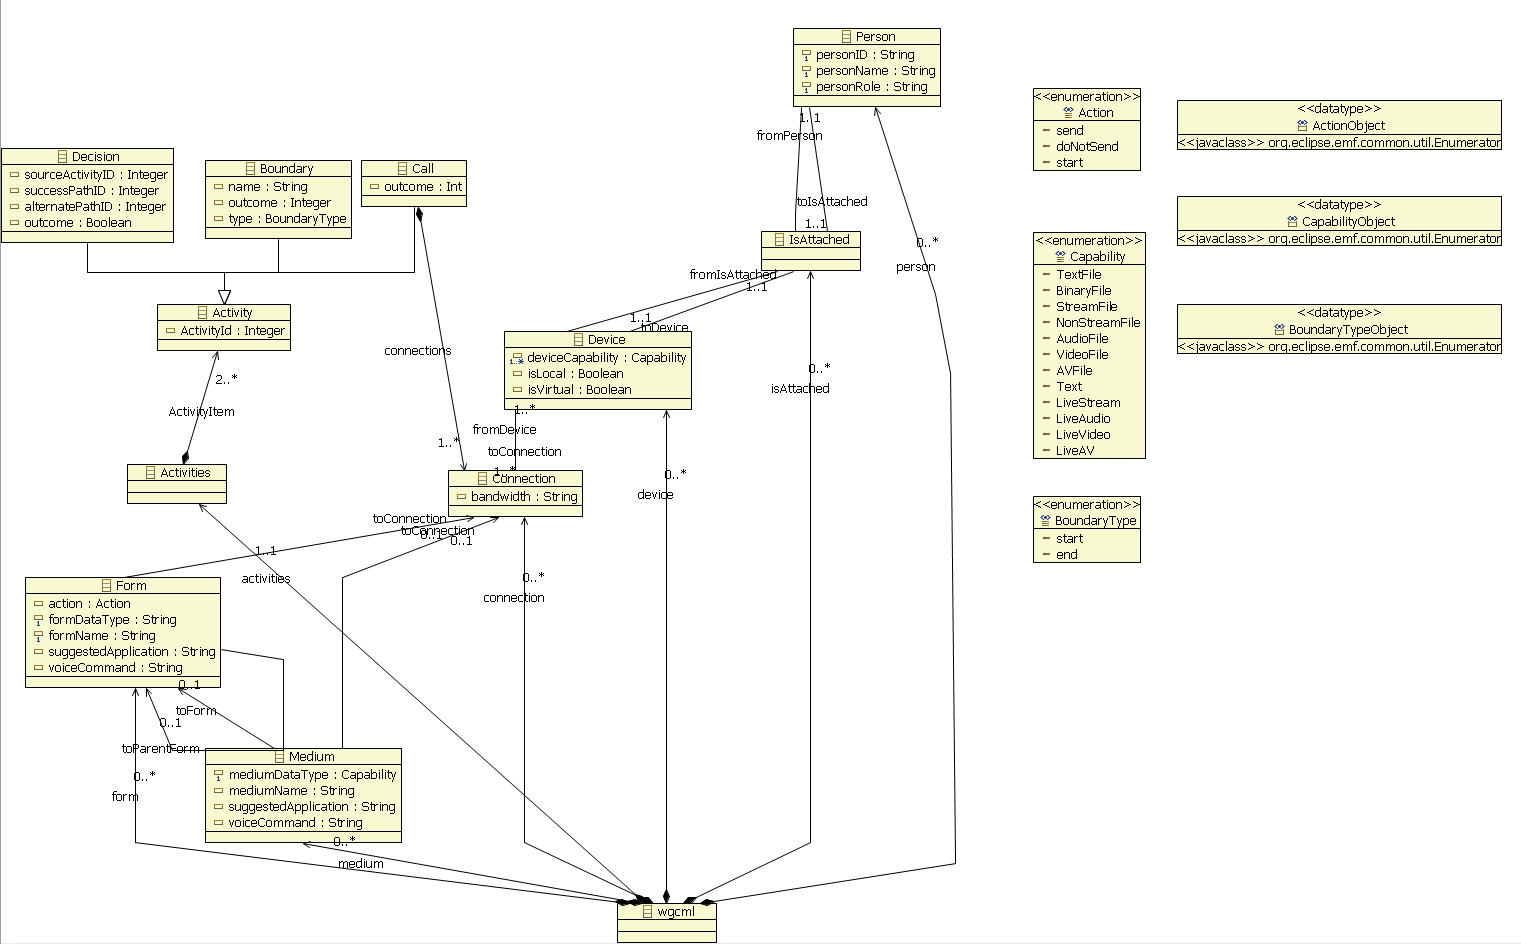 Person
personID : String
personName : String
personRole : String
1..1
fromPerson
toIsAttached
1..1
IsAttached
<<enumeration>>
Action
send
doNotSend
start
<<datatype>>
ActionObject
<<javaclass>> org.eclipse.emf.common.util.Enumerator
<<datatype>>
CapabilityObject
<<javaclass>> org.eclipse.emf.common.util.Enumerator
<<datatype>>
BoundaryTypeObject
<<javaclass>> org.eclipse.emf.common.util.Enumerator
<<enumeration>>
Capability
TextFile
BinaryFile
StreamFile
NonStreamFile
AudioFile
VideoFile
AVFile
Text
LiveStream
LiveAudio
LiveVideo
LiveAV
<<enumeration>>
BoundaryType
start
end
Decision
sourceActivityID : Integer
successPathID : Integer
alternatePathID : Integer
outcome : Boolean
Boundary
name : String
outcome : Integer
type : BoundaryType
Call
outcome : Int
Activity
ActivityId : Integer
2..*
ActivityItem
Activities
connections
1..*
0..*
person
fromIsAttached
1..1
1..1
toDevice
Device
1..*
deviceCapability : Capability
isLocal : Boolean
isVirtual : Boolean
1..*
fromDevice
toConnection
1..*
Connection
bandwidth : String
0..*
isAttached
0..*
device
toConnection
toConnection
0..1
0..1
1..1
activities
0..*
connection
Form
action : Action
formDataType : String
formName : String
suggestedApplication : String
voiceCommand : String
0..1
toForm
0..1
toParentForm
0..*
form
Medium
mediumDataType : Capability
mediumName : String
suggestedApplication : String
voiceCommand : String
0..*
medium
wgcml